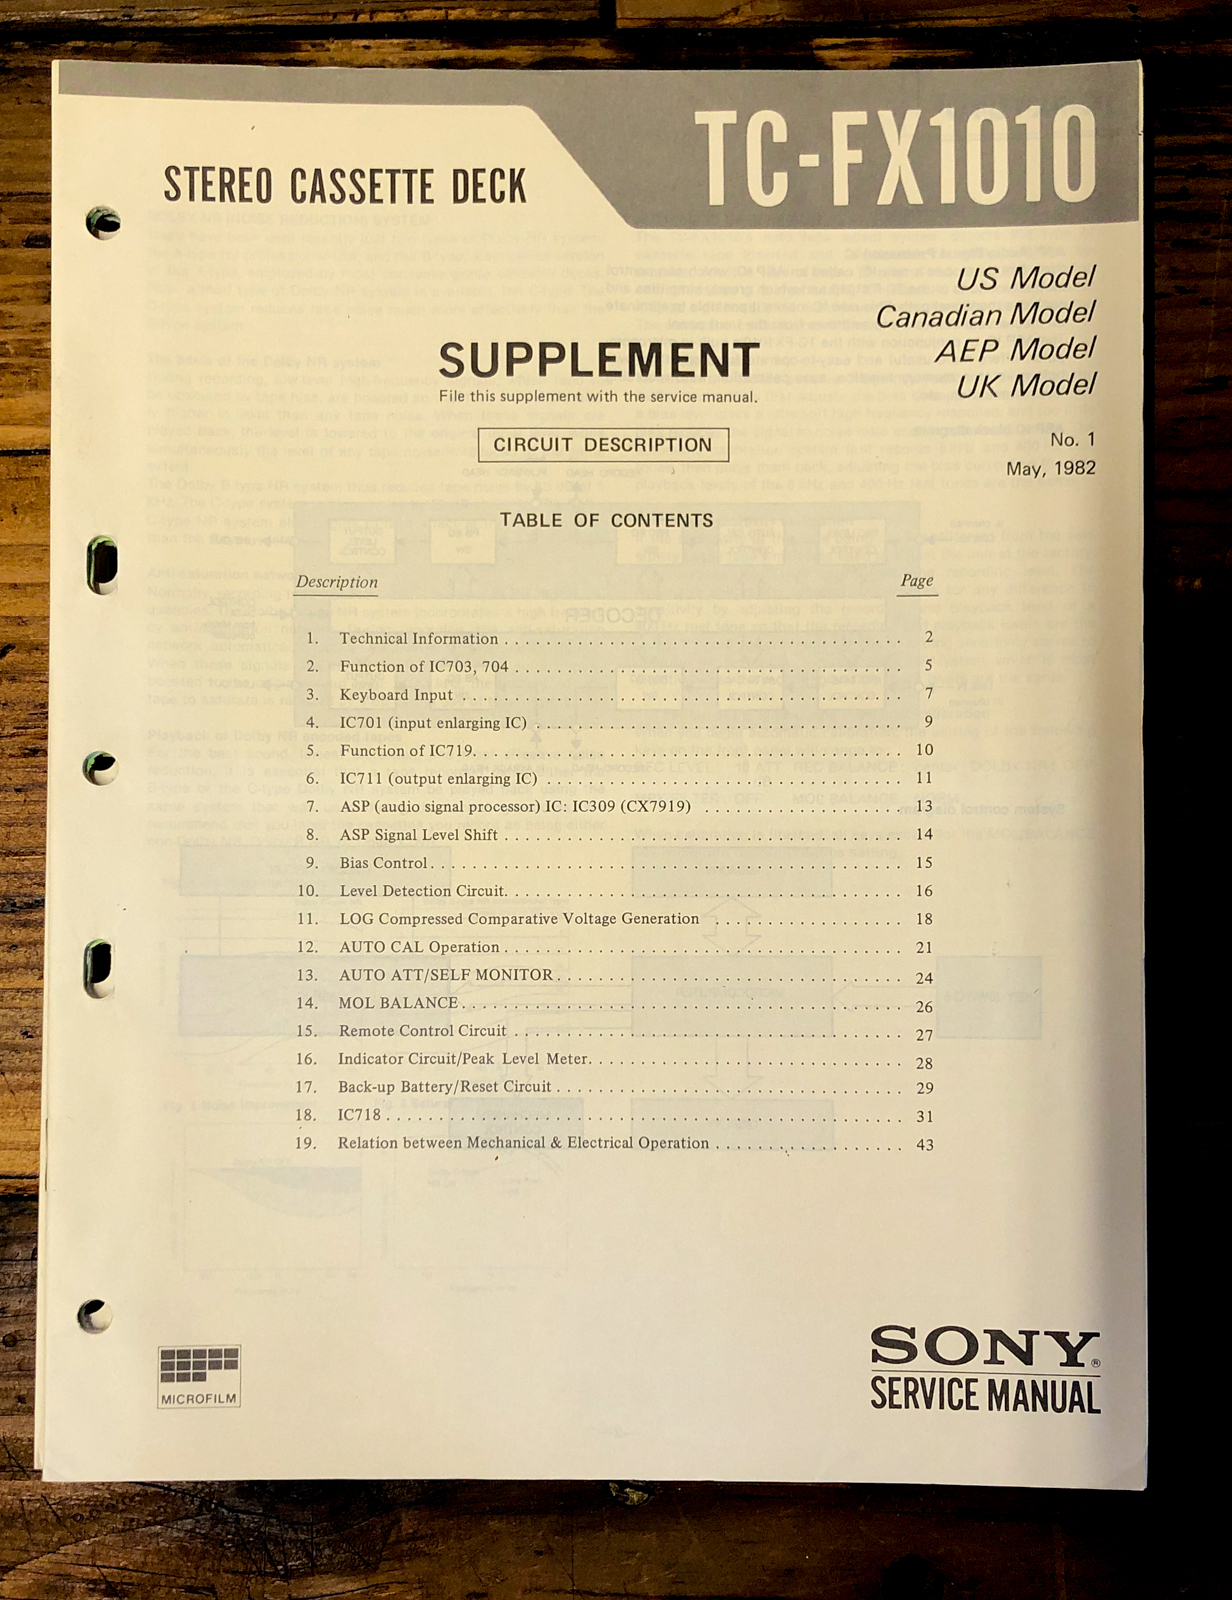 TC-FX1010
STEREO CASSETTE DECK
US Model
Canadian Model
AEP Model
UK Model
SUPPLEMENT
File this supplement with the service manual.
No. 1
May, 1982
CIRCUIT DESCRIPTION
TABLE OF CONTENTS
Description Page
1. Technical Information 2
2. Function of IC703, 704 5
3. Keyboard Input 7
4. IC701 (input enlarging IC) 9
5. Function of IC719. 10
6. IC711 (output enlarging IC) 11
7. ASP (audio signal processor) IC: IC309 (CX7919) 13
8. ASP Signal Level Shift 14
9. Bias Control 15
10. Level Detection Circuit. 16
11. LOG Compressed Comparative Voltage Generation 18
12. AUTO CAL Operation 21
13. AUTO ATT/SELF MONITOR 24
14. MOL BALANCE 26
15. Remote Control Circuit 27
16. Indicator Circuit/Peak Level Meter. 28
17. Back-up Battery/Reset Circuit 29
18. IC718 31
19. Relation between Mechanical & Electrical Operation 43
MICROFILM
SONY®
SERVICE MANUAL